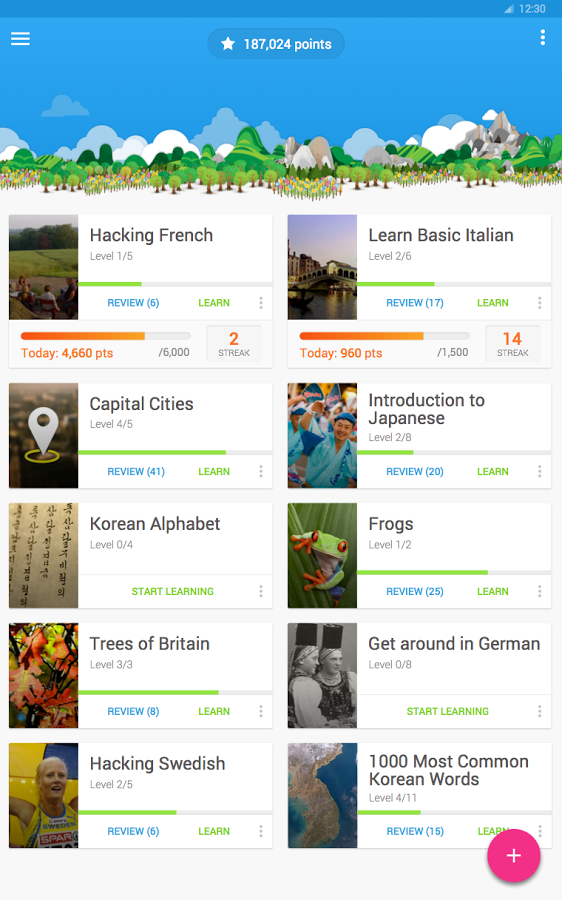 12:30
187,024 points
Hacking French
Level 1/5
REVIEW (6) LEARN
Today: 4,660 pts /6,000
2
STREAK
Learn Basic Italian
Level 2/6
REVIEW (17) LEARN
Today: 960 pts /1,500
14
STREAK
Capital Cities
Level 4/5
REVIEW (41) LEARN
Introduction to
Japanese
Level 2/8
REVIEW (20) LEARN
Korean Alphabet
Level 0/4
START LEARNING
Frogs
Level 1/2
REVIEW (25) LEARN
Trees of Britain
Level 3/3
REVIEW (8) LEARN
Get around in German
Level 0/8
START LEARNING
Hacking Swedish
Level 2/5
REVIEW (6) LEARN
SPAR
1000 Most Common
Korean Words
Level 4/11
REVIEW (15) LEARN